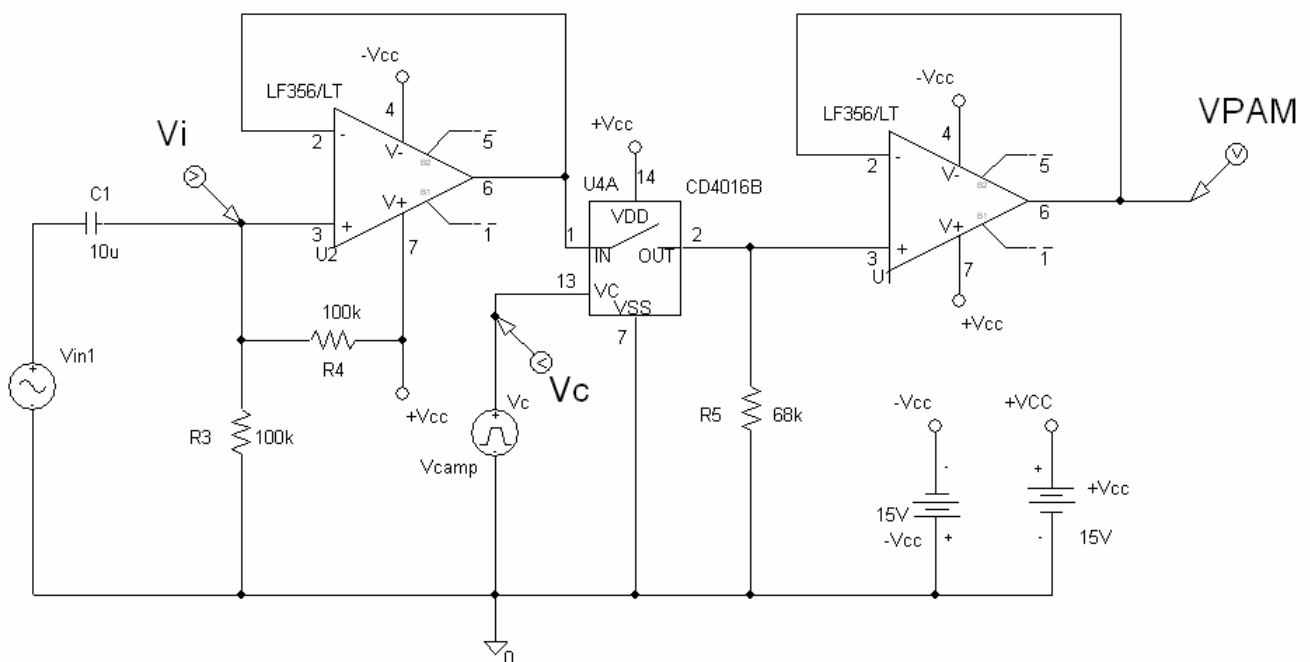 -Vcc
LF356/LT
4
5
2
-
V-
B2
B1
6
V+
+
3
U2
7
1
Vi
C1
10u
Vin1
+
-
100k
R4
+Vcc
R3
100k
+Vcc
14
U4A
CD4016B
VDD
1
IN
OUT
2
13
VC
VSS
7
Vc
Vc
+
-
Vcamp
R5
68k
0
-Vcc
LF356/LT
4
5
2
-
V-
B2
B1
6
V+
+
3
U
7
1
+Vcc
VPAM
V
-Vcc
-
15V
-Vcc
+
+VCC
+
+Vcc
-
15V